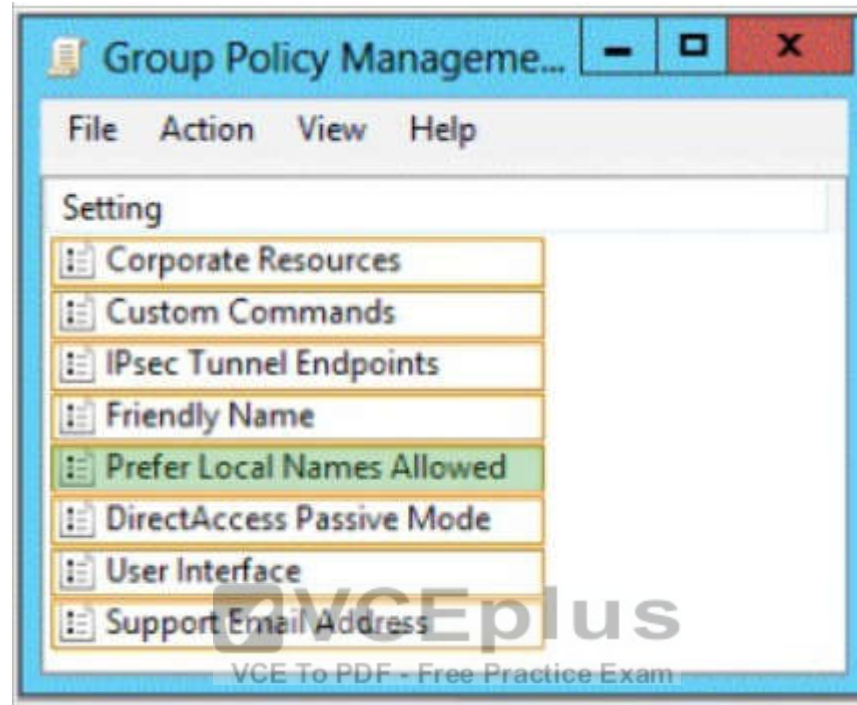 Group Policy Manageme...
File Action View Help
Setting
Corporate Resources
Custom Commands
IPsec Tunnel Endpoints
Friendly Name
Prefer Local Names Allowed
DirectAccess Passive Mode
User Interface
Support Email Address
VCEplus
VCE To PDF - Free Practice Exam